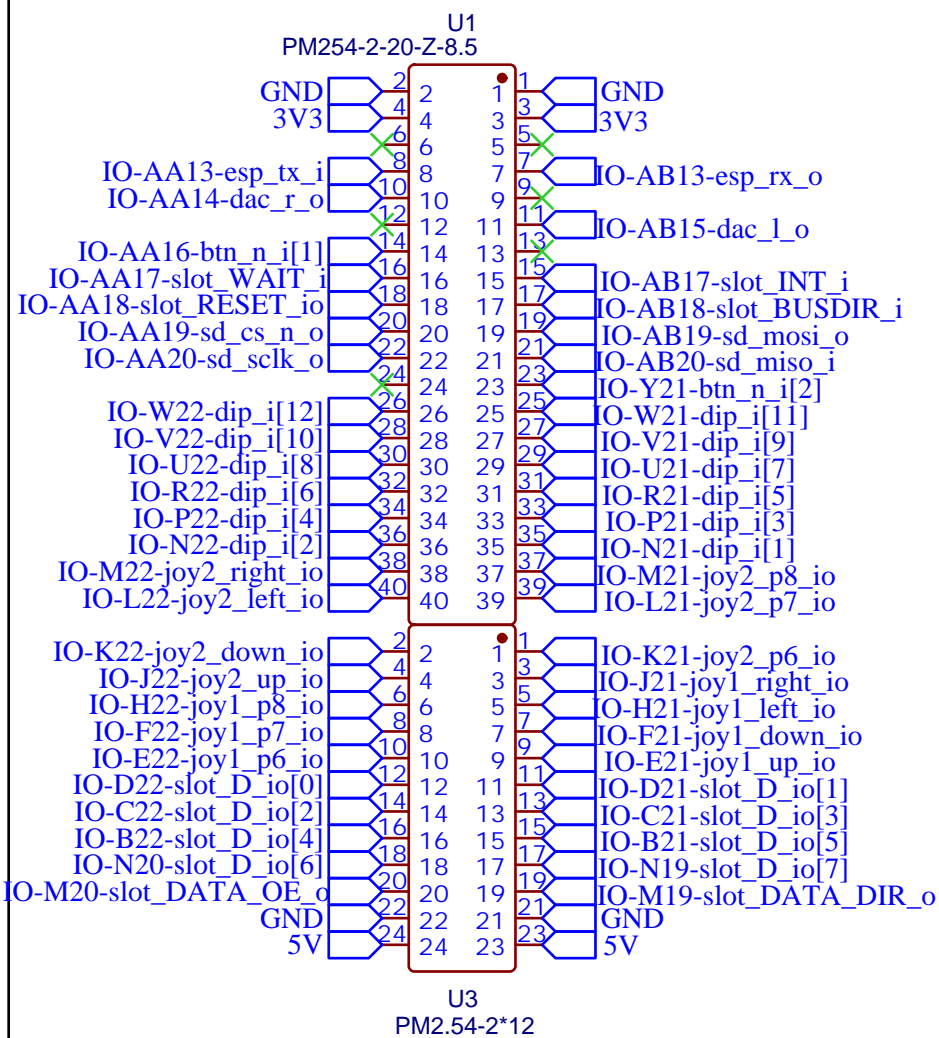 U1
PM254-2-20-Z-8.5
GND 2 2 1 1 GND
3V3 4 4 3 3 3V3
6 6 5 5
IO-AA13-esp_tx_i 8 8 7 7 IO-AB13-esp_rx_o
IO-AA14-dac_r_o 10 10 9 9
12 12 11 11 IO-AB15-dac_l_o
IO-AA16-btn_n_i[1] 14 14 13 13
IO-AA17-slot_WAIT_i 16 16 15 15 IO-AB17-slot_INT_i
IO-AA18-slot_RESET_io 18 18 17 17 IO-AB18-slot_BUSDIR_i
IO-AA19-sd_cs_n_o 20 20 19 19 IO-AB19-sd_mosi_o
IO-AA20-sd_sclk_o 22 22 21 21 IO-AB20-sd_miso_i
24 24 23 23 IO-Y21-btn_n_i[2]
IO-W22-dip_i[12] 26 26 25 25 IO-W21-dip_i[11]
IO-V22-dip_i[10] 28 28 27 27 IO-V21-dip_i[9]
IO-U22-dip_i[8] 30 30 29 29 IO-U21-dip_i[7]
IO-R22-dip_i[6] 32 32 31 31 IO-R21-dip_i[5]
IO-P22-dip_i[4] 34 34 33 33 IO-P21-dip_i[3]
IO-N22-dip_i[2] 36 36 35 35 IO-N21-dip_i[1]
IO-M22-joy2_right_io 38 38 37 37 IO-M21-joy2_p8_io
IO-L22-joy2_left_io 40 40 39 39 IO-L21-joy2_p7_io
IO-K22-joy2_down_io 2 2 1 1 IO-K21-joy2_p6_io
IO-J22-joy2_up_io 4 4 3 3 IO-J21-joy1_right_io
IO-H22-joy1_p8_io 6 6 5 5 IO-H21-joy1_left_io
IO-F22-joy1_p7_io 8 8 7 7 IO-F21-joy1_down_io
IO-E22-joy1_p6_io 10 10 9 9 IO-E21-joy1_up_io
IO-D22-slot_D_io[0] 12 12 11 11 IO-D21-slot_D_io[1]
IO-C22-slot_D_io[2] 14 14 13 13 IO-C21-slot_D_io[3]
IO-B22-slot_D_io[4] 16 16 15 15 IO-B21-slot_D_io[5]
IO-N20-slot_D_io[6] 18 18 17 17 IO-N19-slot_D_io[7]
IO-M20-slot_DATA_OE_o 20 20 19 19 IO-M19-slot_DATA_DIR_o
GND 22 22 21 21 GND
5V 24 24 23 23 5V
U3
PM2.54-2*12